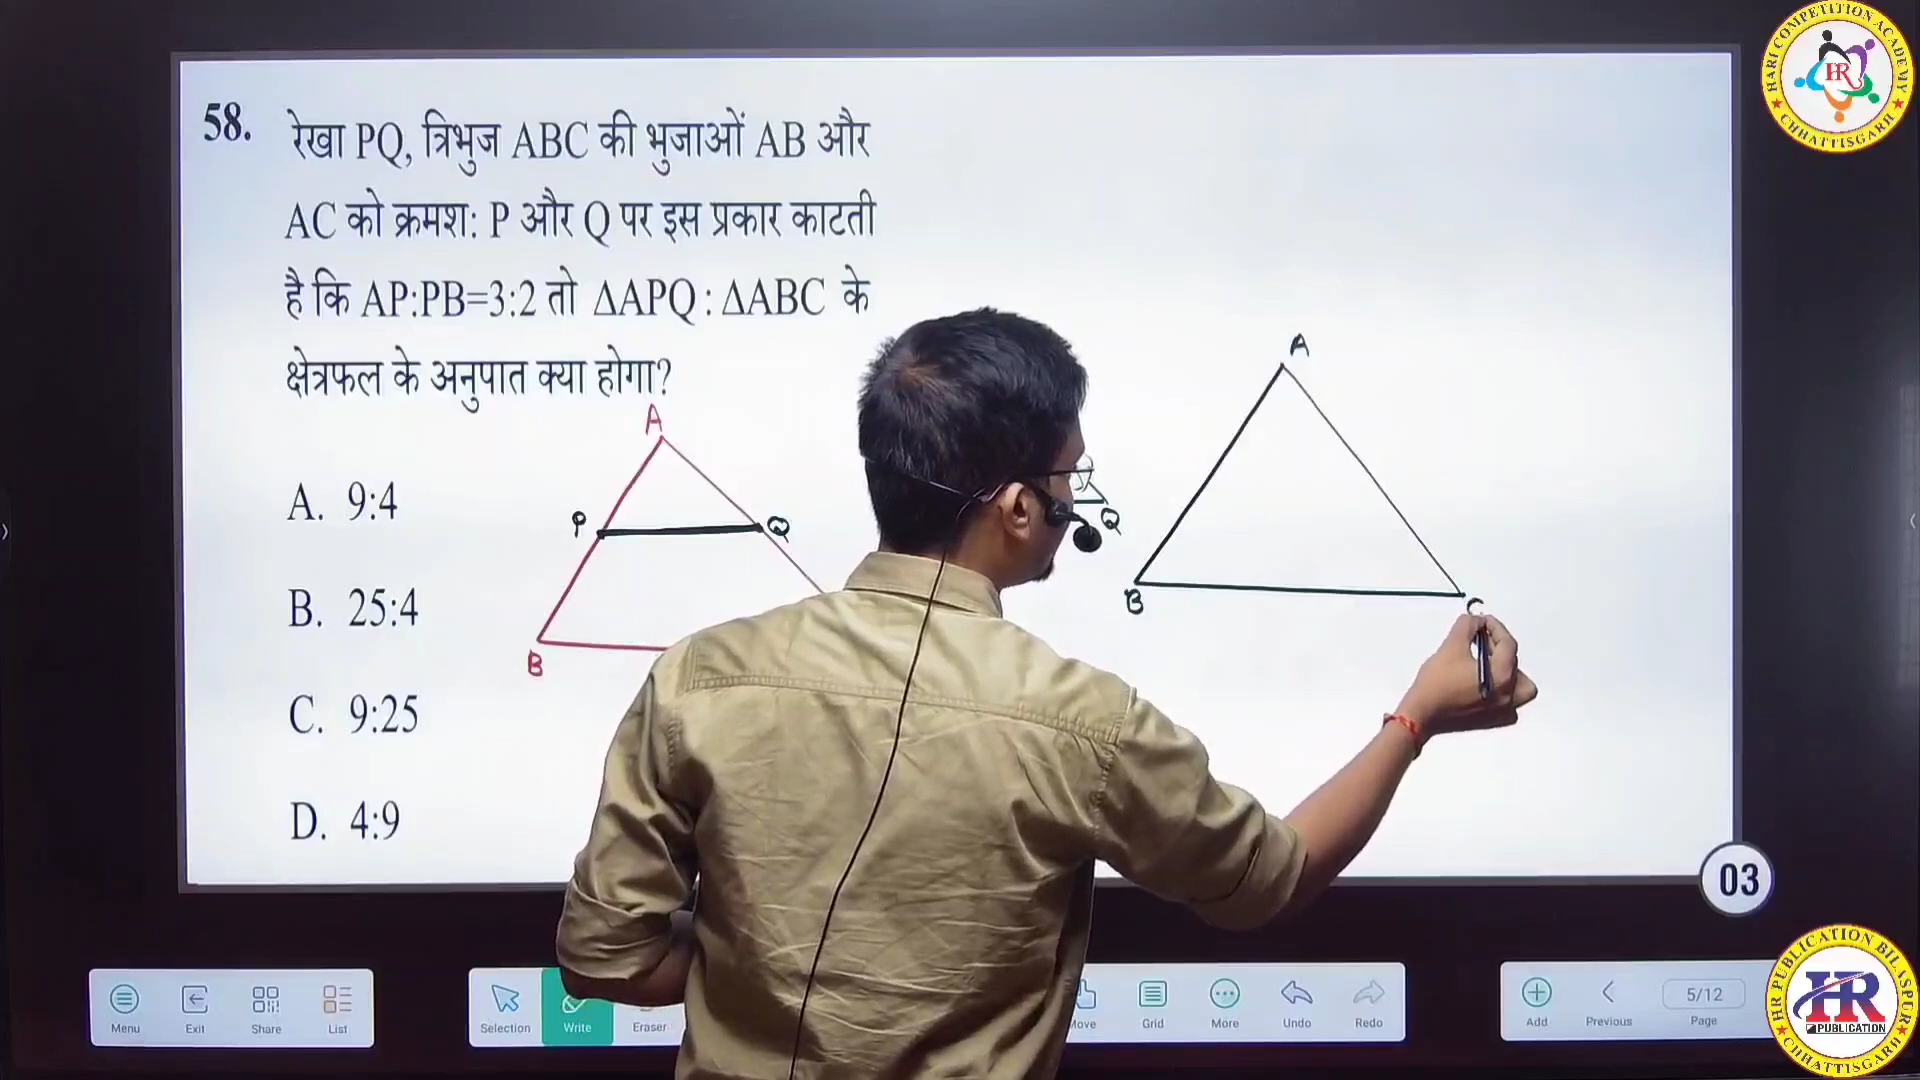 58.
रेखा PQ, त्रिभुज ABC की भुजाओं AB और
AC को क्रमश: P और Q पर इस प्रकार काटती
है कि AP:PB=3:2 तो ΔAPQ : ΔABC के
क्षेत्रफल के अनुपात क्या होगा?
A. 9:4
B. 25:4
C. 9:25
D. 4:9
A
P
Q
B
Q
A
B
C
03
Menu
Exit
Share
List
Selection
Write
Eraser
Move
Grid
More
Undo
Redo
Add
Previous
5/12
Page
HARI COMPETITION ACADEMY
CHHATTISGARH
HR
HR PUBLICATION BILASPUR
HR
PUBLICATION
CHHATTISGARH